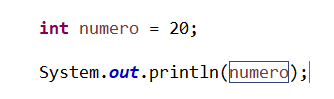 int numero = 20;
System.out.println(numero);